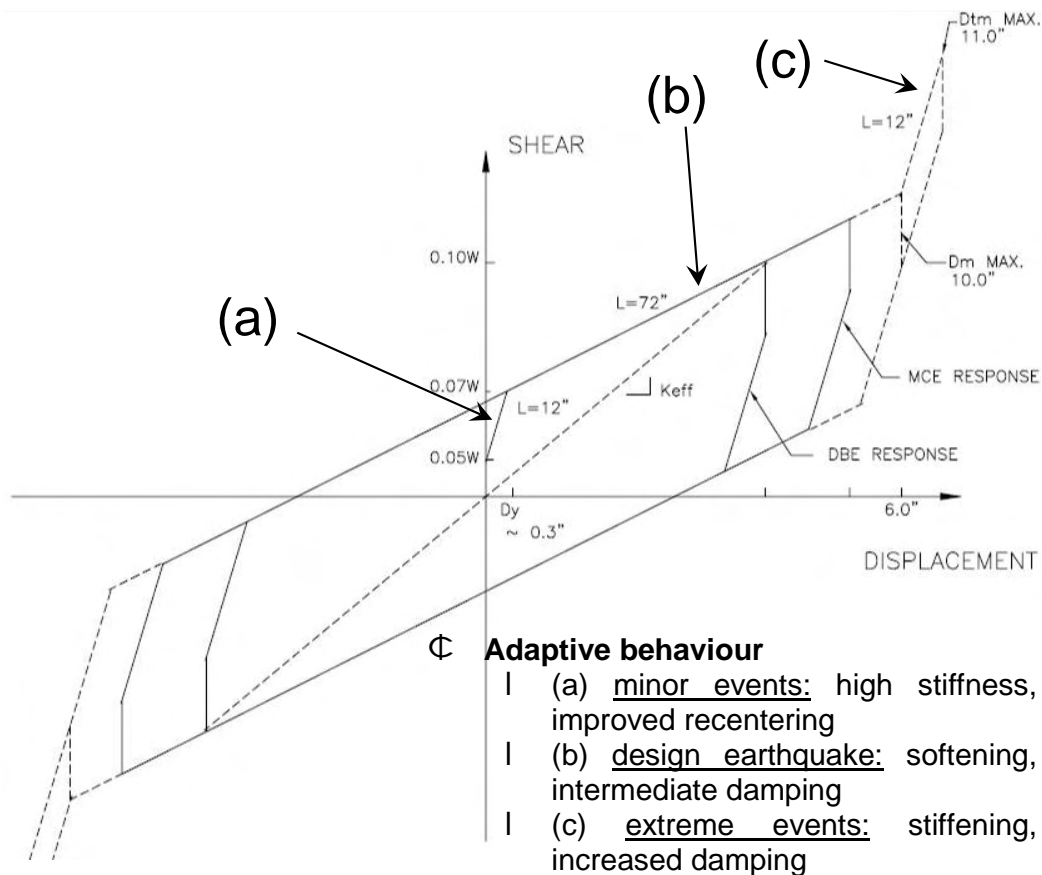 Dtm MAX.
11.0"
(c)
(b)
L=12"
SHEAR
0.10W
Dm MAX.
10.0"
L=72"
(a)
MCE RESPONSE
Keff
0.07W
L=12"
DBE RESPONSE
0.05W
Dy
~ 0.3"
6.0"
DISPLACEMENT
₵ Adaptive behaviour
l (a) minor events: high stiffness,
improved recentering
l (b) design earthquake: softening,
intermediate damping
l (c) extreme events: stiffening,
increased damping